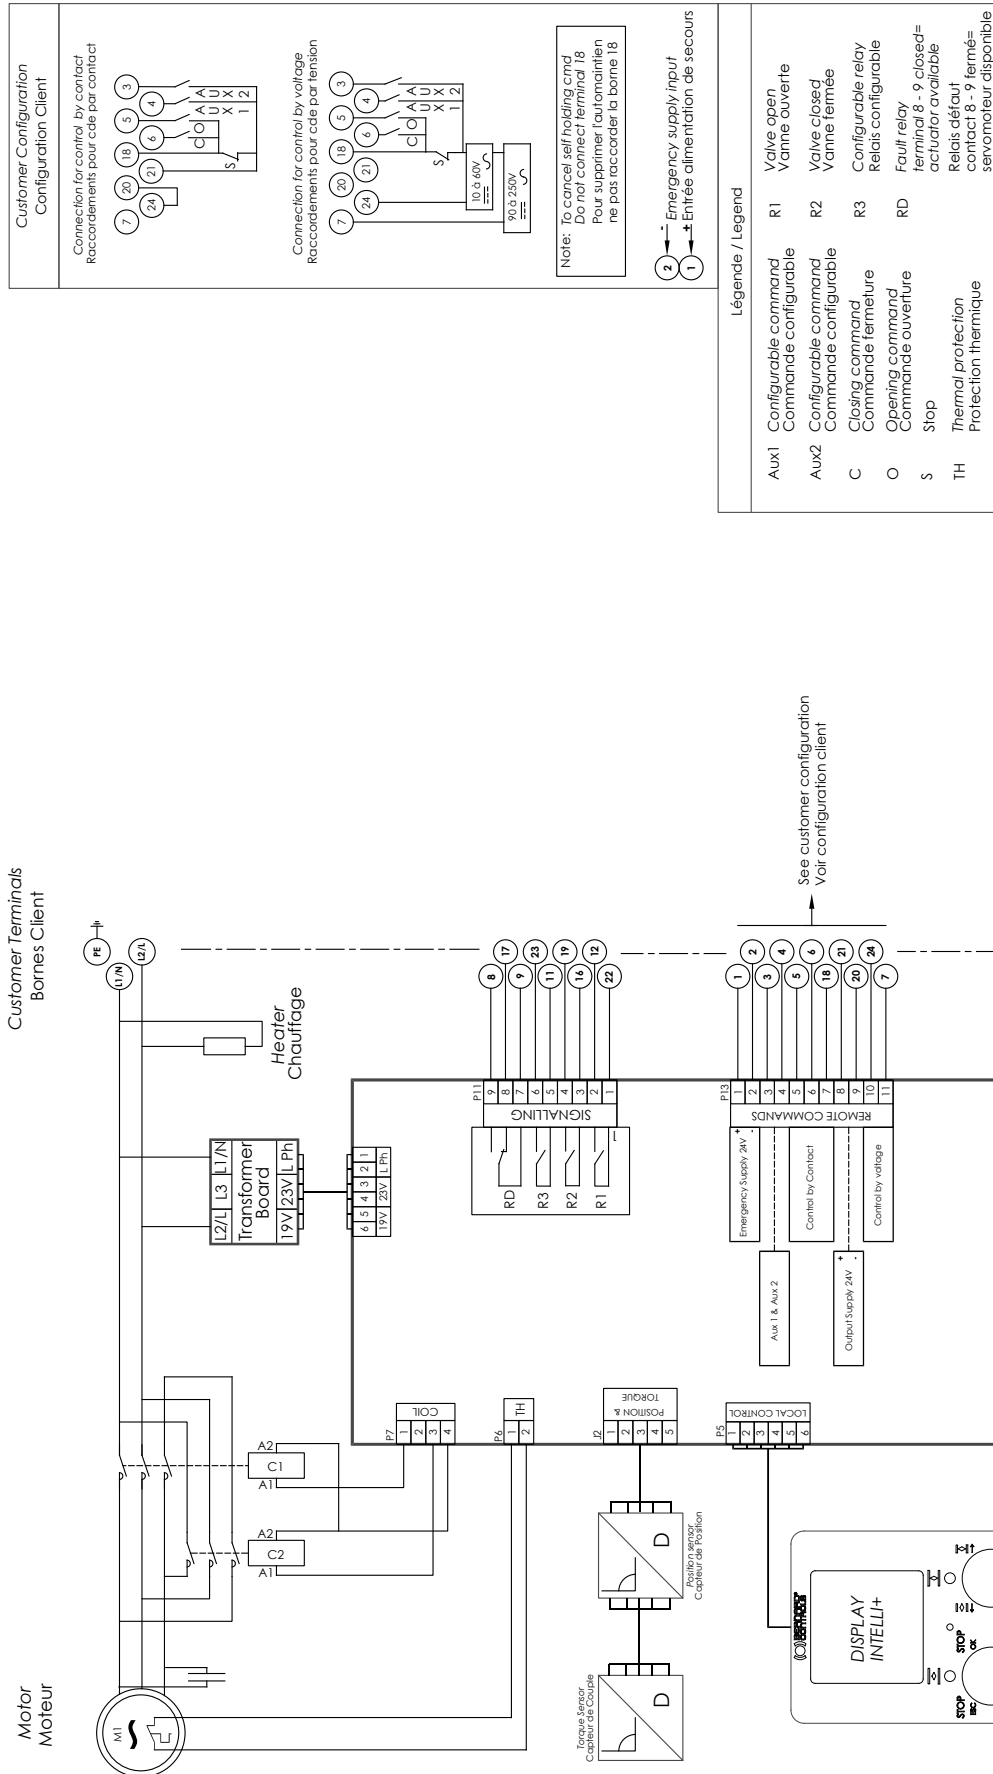 Customer Configuration
Configuration Client
Connection for control by contact
Raccordements pour cde par contact
7
20
24
21
18
6
5
4
3
C O
S
A A
U U
X X
1 2
Connection for control by voltage
Raccordements pour cde par tension
7
20
24
21
18
6
5
4
3
C O
S
A A
U U
X X
1 2
10 à 60V
90 à 250V
Note: To cancel self holding cmd
Do not connect terminal 18
Pour supprimer l'automaintien
ne pas raccorder la borne 18
2 - Emergency supply input
1 + Entrée alimentation de secours
Légende / Legend
Aux1 Configurable command
Commande configurable
Aux2 Configurable command
Commande configurable
C Closing command
Commande fermeture
O Opening command
Commande ouverture
S Stop
TH Thermal protection
Protection thermique
R1 Valve open
Vanne ouverte
R2 Valve closed
Vanne fermée
R3 Configurable relay
Relais configurable
RD Fault relay
terminal 8 - 9 closed=
actuator available
Relais défaut
contact 8 - 9 fermé=
servomoteur disponible
Customer Terminals
Bornes Client
PE
L1/N
L2/L
Motor
Moteur
M1
A1 C2 A2
A1 C1 A2
Heater
Chauffage
L2/L L3 L1/N
Transformer
Board
19V 23V L Ph
6 5 4 3 2 1
19V 23V L Ph
P7
COIL
1
2
3
4
P6
TH
1
2
J2
POSITION &
TORQUE
1
2
3
4
5
P5
LOCAL CONTROL
1
2
3
4
5
6
P11
SIGNALLING
9
8
7
6
5
4
3
2
1
RD
R3
R2
R1
8
17
9
23
11
19
16
12
22
P13
REMOTE COMMANDS
1
2
3
4
5
6
7
8
9
10
11
Emergency Supply 24V + -
Aux 1 & Aux 2
Control by Contact
Output Supply 24V + -
Control by voltage
1
2
3
4
5
6
18
21
20
24
7
See customer configuration
Voir configuration client
Torque Sensor
Capteur de Couple
D
Position sensor
Capteur de Position
D
DISPLAY
INTELLI+
STOP
ESC
STOP
OK